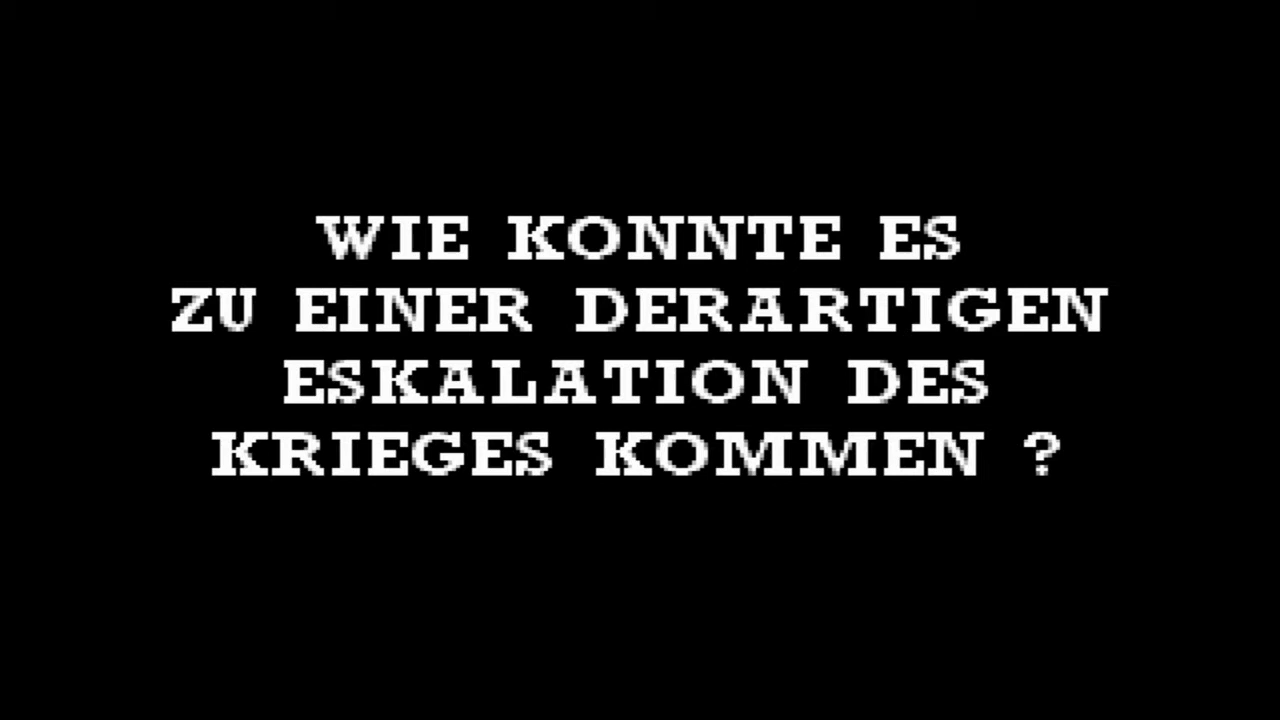 WIE KONNTE ES
ZU EINER DERARTIGEN
ESKALATION DES
KRIEGES KOMMEN ?